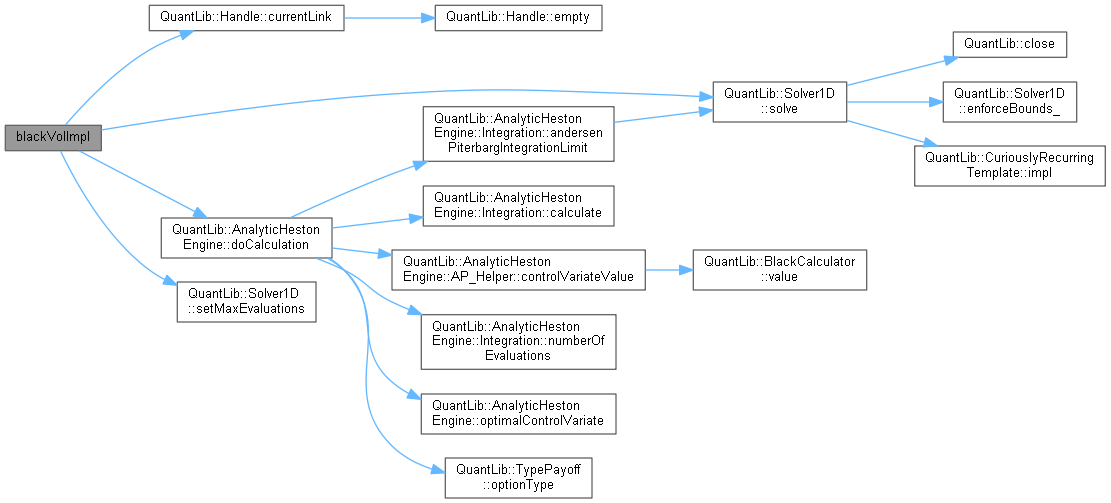 QuantLib::Handle::currentLink
QuantLib::Handle::empty
QuantLib::close
QuantLib::Solver1D
::solve
QuantLib::Solver1D
::enforceBounds_
blackVolImpl
QuantLib::AnalyticHeston
Engine::Integration::andersen
PiterbargIntegrationLimit
QuantLib::CuriouslyRecurring
Template::impl
QuantLib::AnalyticHeston
Engine::Integration::calculate
QuantLib::AnalyticHeston
Engine::doCalculation
QuantLib::AnalyticHeston
Engine::AP_Helper::controlVariateValue
QuantLib::BlackCalculator
::value
QuantLib::Solver1D
::setMaxEvaluations
QuantLib::AnalyticHeston
Engine::Integration::numberOf
Evaluations
QuantLib::AnalyticHeston
Engine::optimalControlVariate
QuantLib::TypePayoff
::optionType